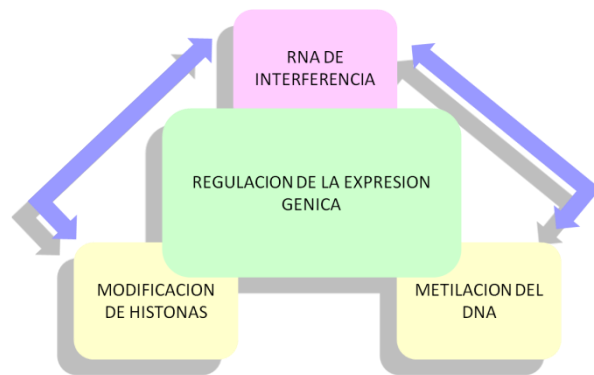 RNA DE
INTERFERENCIA
REGULACION DE LA EXPRESION
GENICA
MODIFICACION
DE HISTONAS
METILACION DEL
DNA